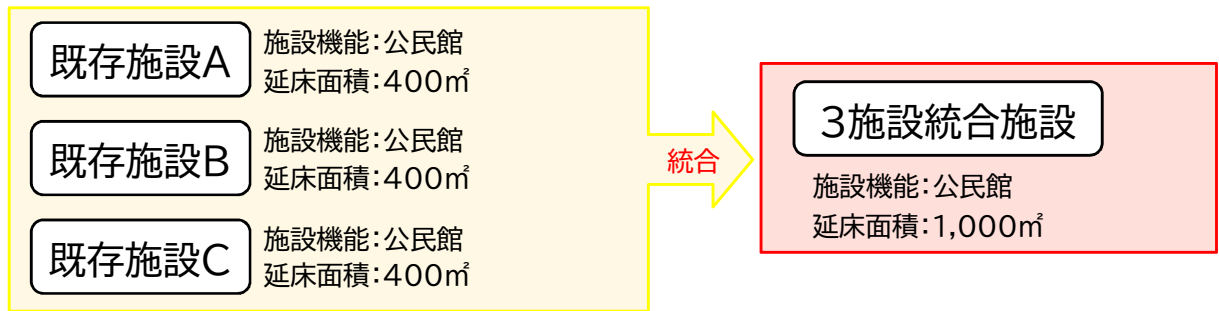 既存施設A
施設機能：公民館
延床面積：400㎡
既存施設B
施設機能：公民館
延床面積：400㎡
既存施設C
施設機能：公民館
延床面積：400㎡
統合
3施設統合施設
施設機能：公民館
延床面積：1,000㎡